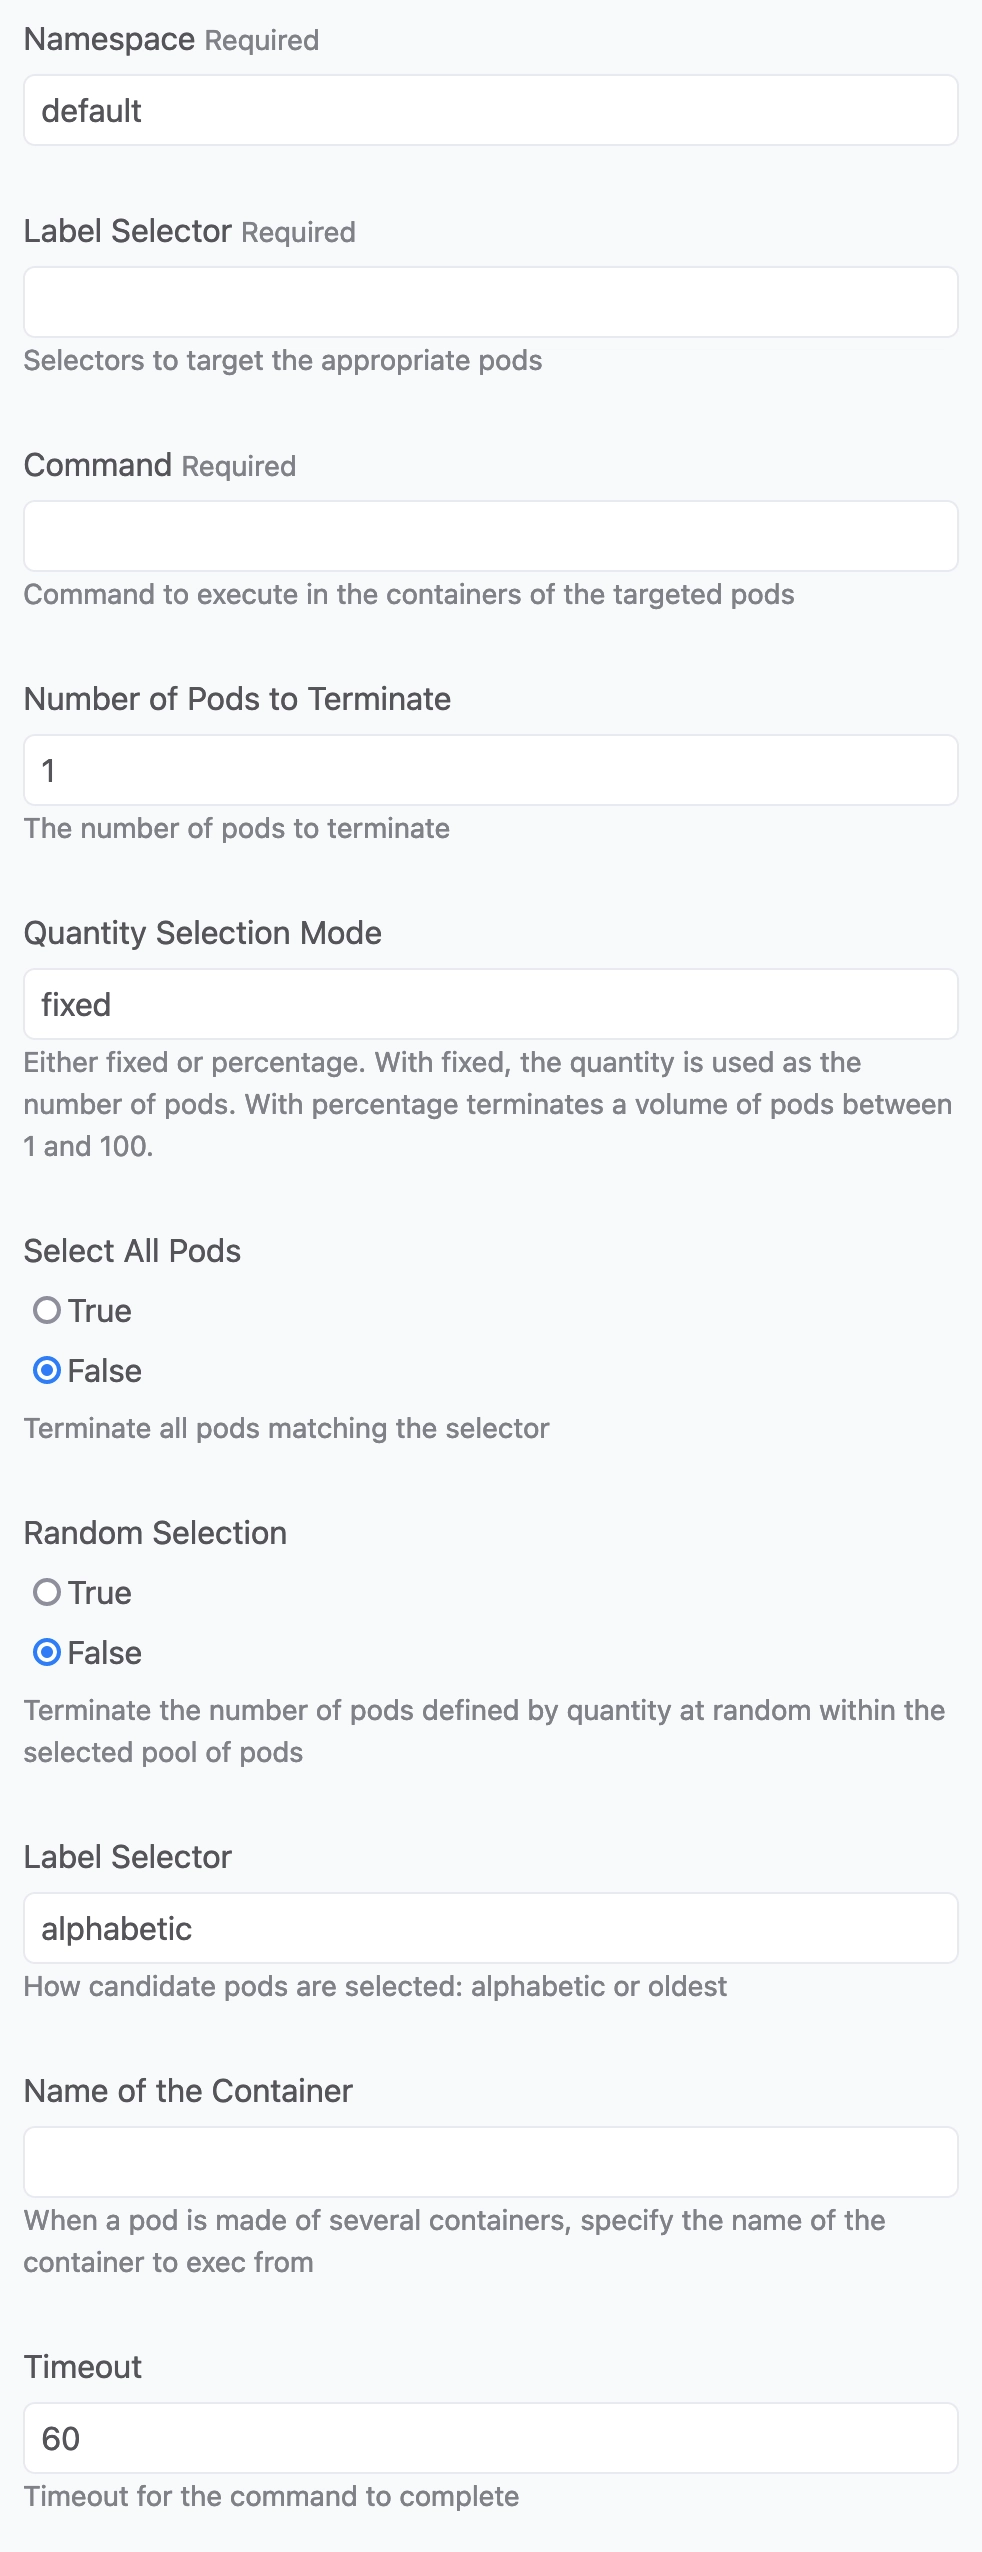 Namespace Required
default
Label Selector Required
Selectors to target the appropriate pods
Command Required
Command to execute in the containers of the targeted pods
Number of Pods to Terminate
1
The number of pods to terminate
Quantity Selection Mode
fixed
Either fixed or percentage. With fixed, the quantity is used as the
number of pods. With percentage terminates a volume of pods between
1 and 100.
Select All Pods
True
False
Terminate all pods matching the selector
Random Selection
True
False
Terminate the number of pods defined by quantity at random within the
selected pool of pods
Label Selector
alphabetic
How candidate pods are selected: alphabetic or oldest
Name of the Container
When a pod is made of several containers, specify the name of the
container to exec from
Timeout
60
Timeout for the command to complete